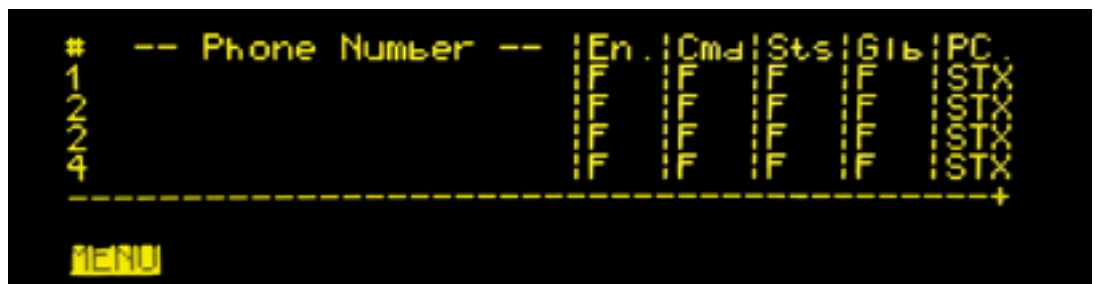 # -- Phone Number -- |En.|Cmd|Sts|Glb|PC.
1 |F |F |F |F |STX
2 |F |F |F |F |STX
2 |F |F |F |F |STX
4 |F |F |F |F |STX
-----------------------------------------+
MENU